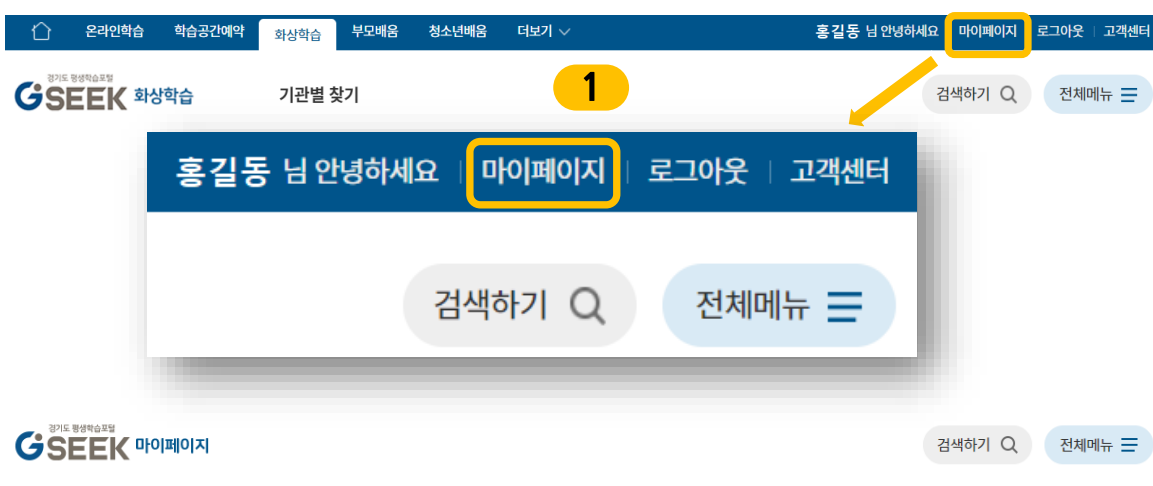 온라인학습 학습공간예약 화상학습 부모배움 청소년배움 더보기 홍길동 님 안녕하세요 마이페이지 로그아웃 고객센터
경기도 평생학습포털
GSEEK 화상학습 기관별 찾기 1 검색하기 전체메뉴
홍길동 님 안녕하세요 마이페이지 로그아웃 고객센터
검색하기 전체메뉴
경기도 평생학습포털
GSEEK 마이페이지 검색하기 전체메뉴